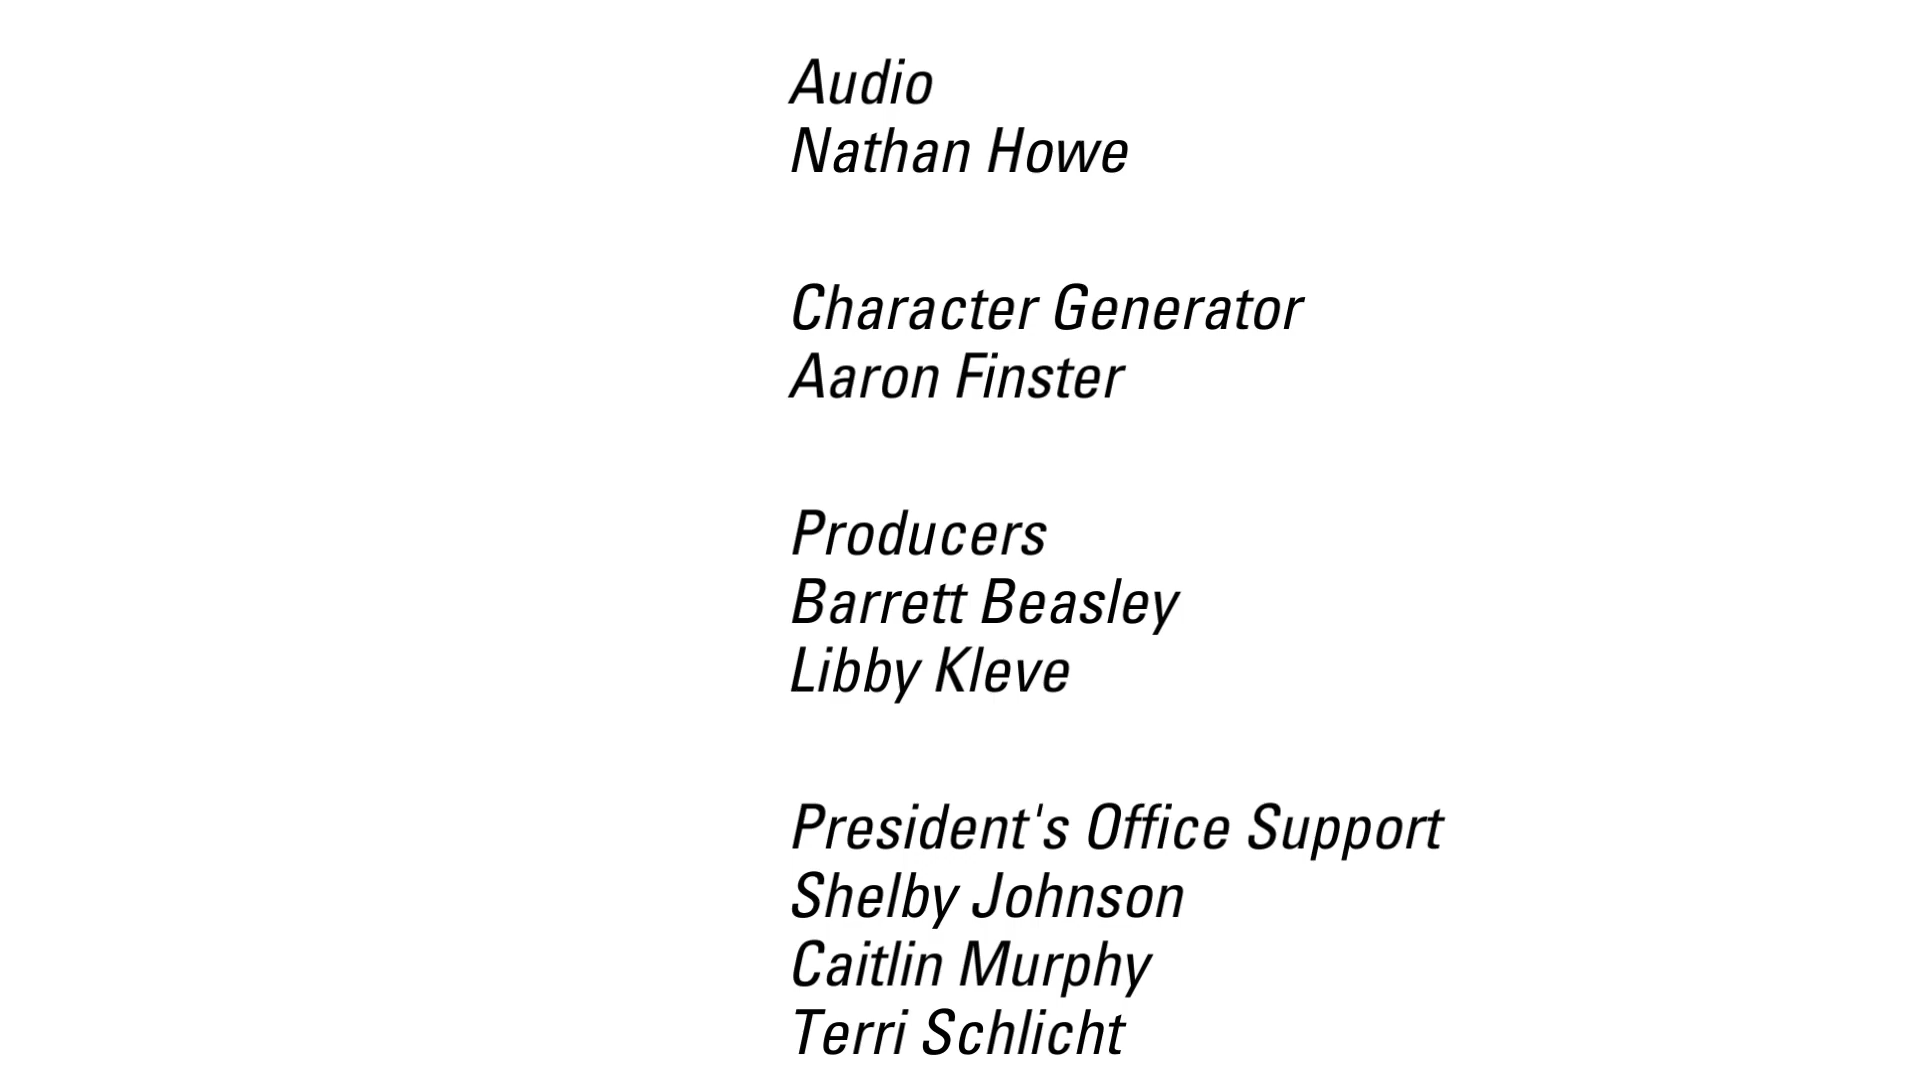 Audio
Nathan Howe
Character Generator
Aaron Finster
Producers
Barrett Beasley
Libby Kleve
President's Office Support
Shelby Johnson
Caitlin Murphy
Terri Schlicht